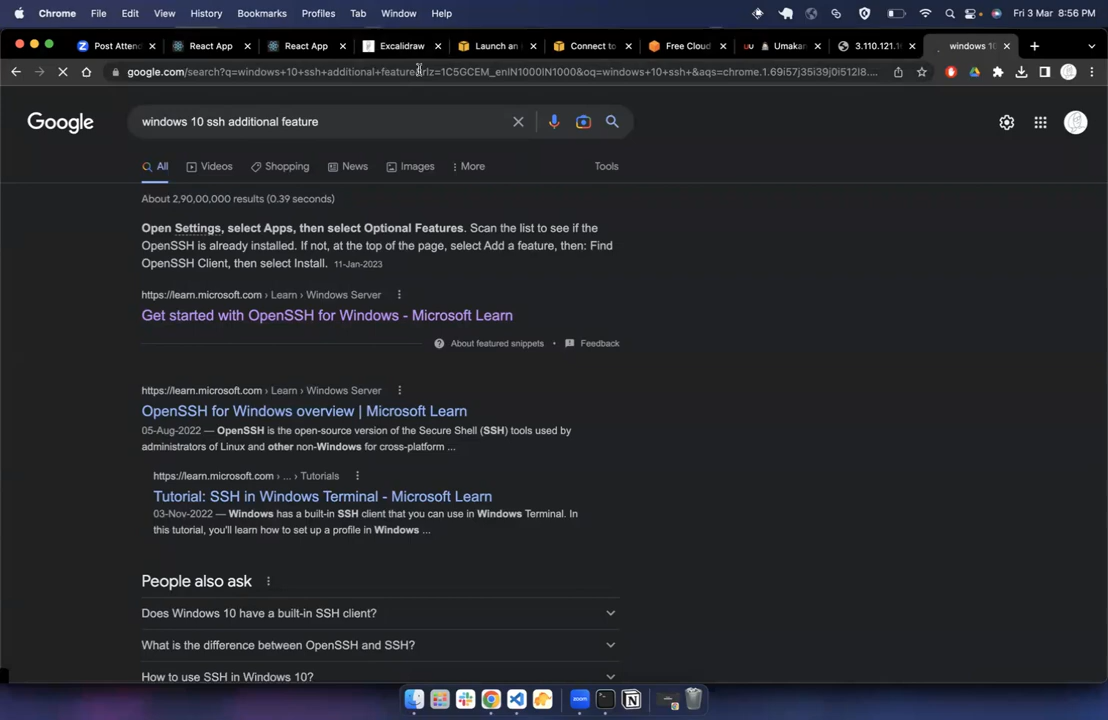 Chrome File Edit View History Bookmarks Profiles Tab Window Help Fri 3 Mar 8:56 PM
Post Attend React App React App Excalidraw Launch an Connect to Free Cloud Umakan 3.110.121.1 windows 10
google.com/search?q=windows+10+ssh+additional+feature&rlz=1C5GCEM_enIN1000IN1000&oq=windows+10+ssh+&aqs=chrome.1.69i57j35i39j0i512l8....
Google
windows 10 ssh additional feature
All Videos Shopping News Images More Tools
About 2,90,00,000 results (0.39 seconds)
Open Settings, select Apps, then select Optional Features. Scan the list to see if the
OpenSSH is already installed. If not, at the top of the page, select Add a feature, then: Find
OpenSSH Client, then select Install. 11-Jan-2023
https://learn.microsoft.com › Learn › Windows Server
Get started with OpenSSH for Windows - Microsoft Learn
About featured snippets • Feedback
https://learn.microsoft.com › Learn › Windows Server
OpenSSH for Windows overview | Microsoft Learn
05-Aug-2022 — OpenSSH is the open-source version of the Secure Shell (SSH) tools used by
administrators of Linux and other non-Windows for cross-platform ...
https://learn.microsoft.com › ... › Tutorials
Tutorial: SSH in Windows Terminal - Microsoft Learn
03-Nov-2022 — Windows has a built-in SSH client that you can use in Windows Terminal. In
this tutorial, you'll learn how to set up a profile in Windows ...
People also ask
Does Windows 10 have a built-in SSH client?
What is the difference between OpenSSH and SSH?
How to use SSH in Windows 10?
zoom